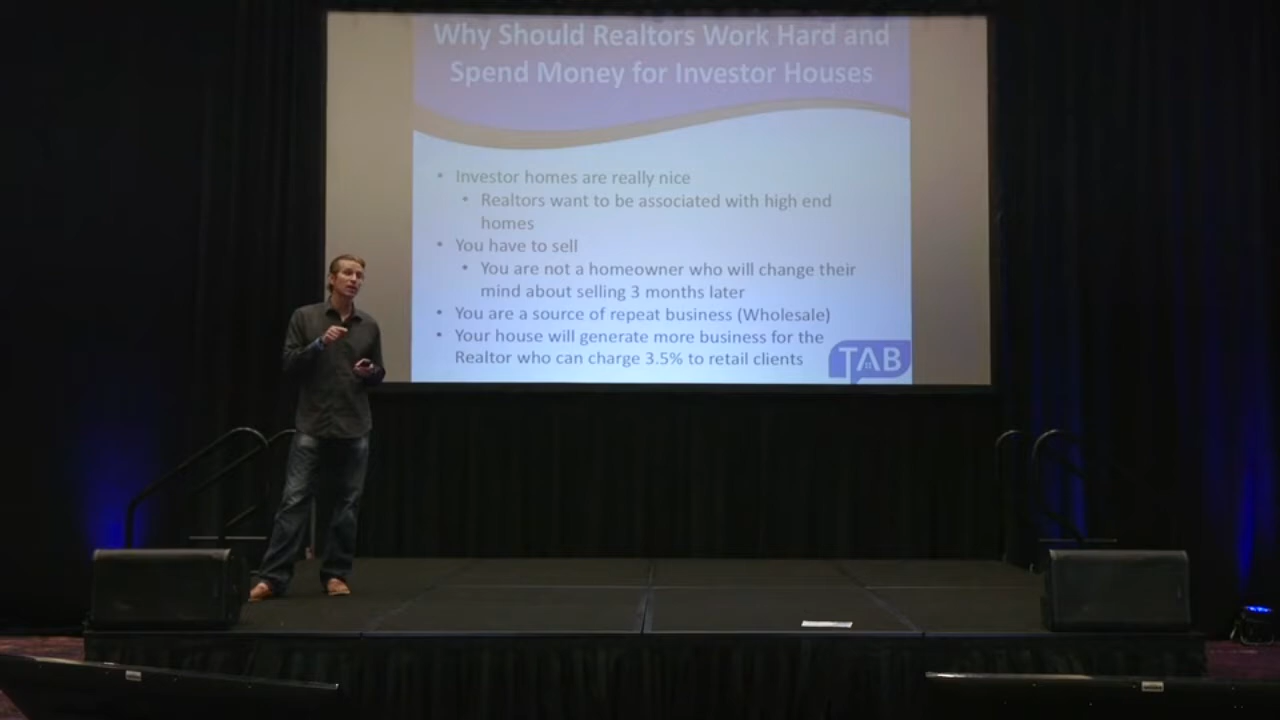 Why Should Realtors Work Hard and
Spend Money for Investor Houses
• Investor homes are really nice
• Realtors want to be associated with high end
homes
• You have to sell
• You are not a homeowner who will change their
mind about selling 3 months later
• You are a source of repeat business (Wholesale)
• Your house will generate more business for the
Realtor who can charge 3.5% to retail clients
TAB